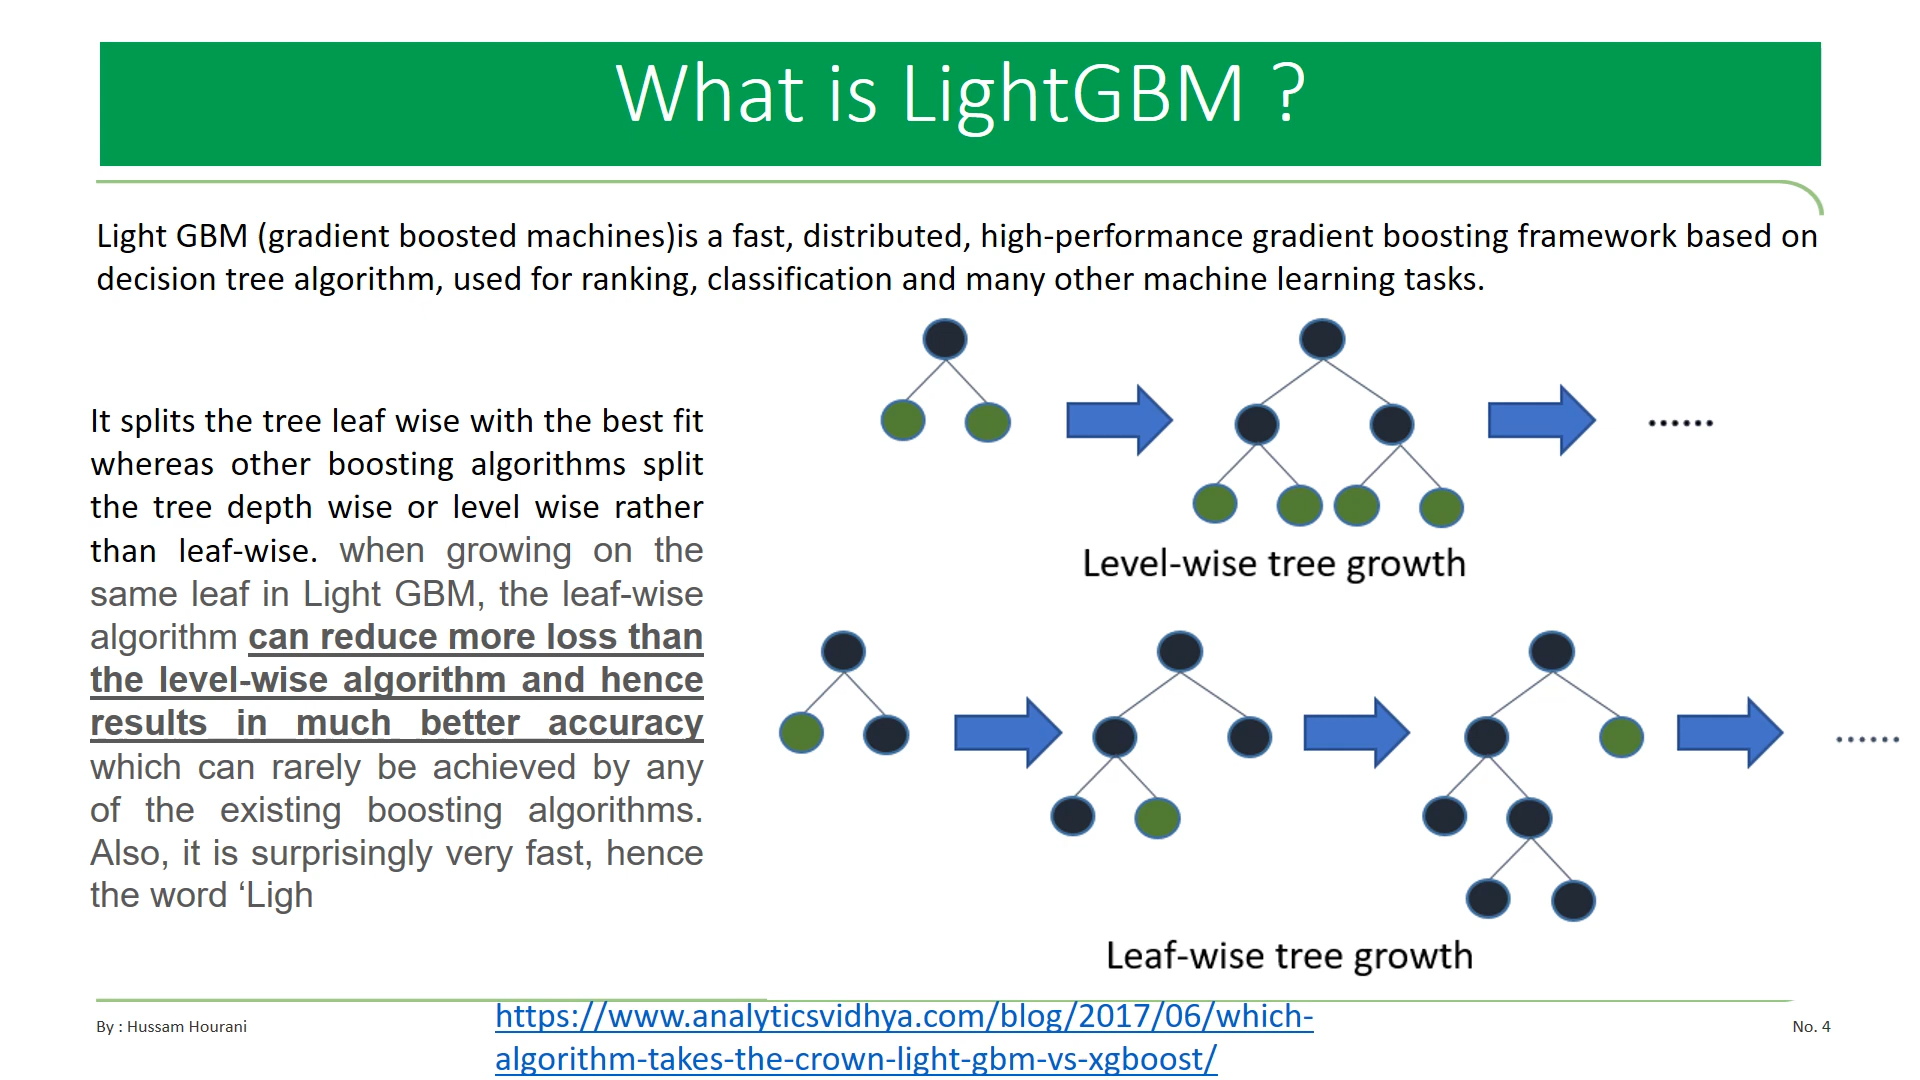 What is LightGBM ?
Light GBM (gradient boosted machines)is a fast, distributed, high-performance gradient boosting framework based on
decision tree algorithm, used for ranking, classification and many other machine learning tasks.
It splits the tree leaf wise with the best fit
whereas other boosting algorithms split
the tree depth wise or level wise rather
than leaf-wise. when growing on the
same leaf in Light GBM, the leaf-wise
algorithm can reduce more loss than
the level-wise algorithm and hence
results in much better accuracy
which can rarely be achieved by any
of the existing boosting algorithms.
Also, it is surprisingly very fast, hence
the word ‘Ligh
......
Level-wise tree growth
......
Leaf-wise tree growth
By : Hussam Hourani
https://www.analyticsvidhya.com/blog/2017/06/which-
algorithm-takes-the-crown-light-gbm-vs-xgboost/
No. 4